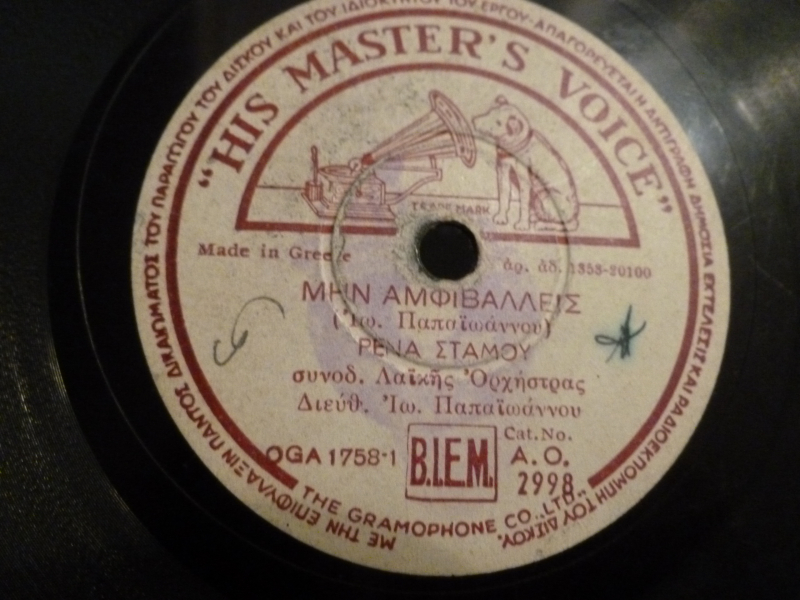 ΜΕ ΤΗΝ ΕΠΙΦΥΛΑΞΙΝ ΠΑΝΤΟΣ ΔΙΚΑΙΩΜΑΤΟΣ ΤΟΥ ΠΑΡΑΓΩΓΟΥ ΤΟΥ ΔΙΣΚΟΥ ΚΑΙ ΤΟΥ ΙΔΙΟΚΤΗΤΟΥ ΤΟΥ ΕΡΓΟΥ·ΑΠΑΓΟΡΕΥΕΤΑΙ Η ΑΝΤΙΓΡΑΦΗ ΔΗΜΟΣΙΑ ΕΚΤΕΛΕΣΙΣ ΚΑΙ ΡΑΔΙΟΕΚΠΟΜΠΗ ΤΟΥ ΔΙΣΚΟΥ.
"HIS MASTER'S VOICE"
TRADE MARK
Made in Greece
ἀρ. ἀδ. 1353-20100
ΜΗΝ ΑΜΦΙΒΑΛΛΕΙΣ
(Ἰω. Παπαϊωάννου)
ΡΕΝΑ ΣΤΑΜΟΥ
συνοδ. Λαϊκῆς Ὀρχήστρας
Διεύθ. Ἰω. Παπαϊωάννου
OGA 1758-1
B.I.E.M.
Cat. No.
A. O.
2998
THE GRAMOPHONE CO., LTD.